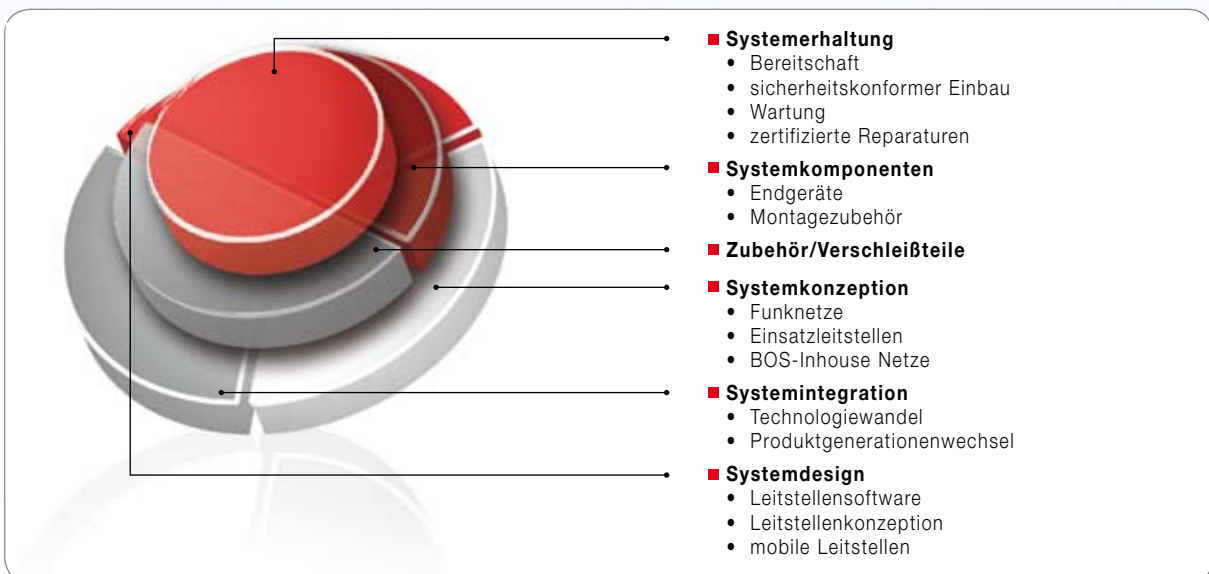 Systemerhaltung
• Bereitschaft
• sicherheitskonformer Einbau
• Wartung
• zertifizierte Reparaturen
Systemkomponenten
• Endgeräte
• Montagezubehör
Zubehör/Verschleißteile
Systemkonzeption
• Funknetze
• Einsatzleitstellen
• BOS-Inhouse Netze
Systemintegration
• Technologiewandel
• Produktgenerationenwechsel
Systemdesign
• Leitstellensoftware
• Leitstellenkonzeption
• mobile Leitstellen